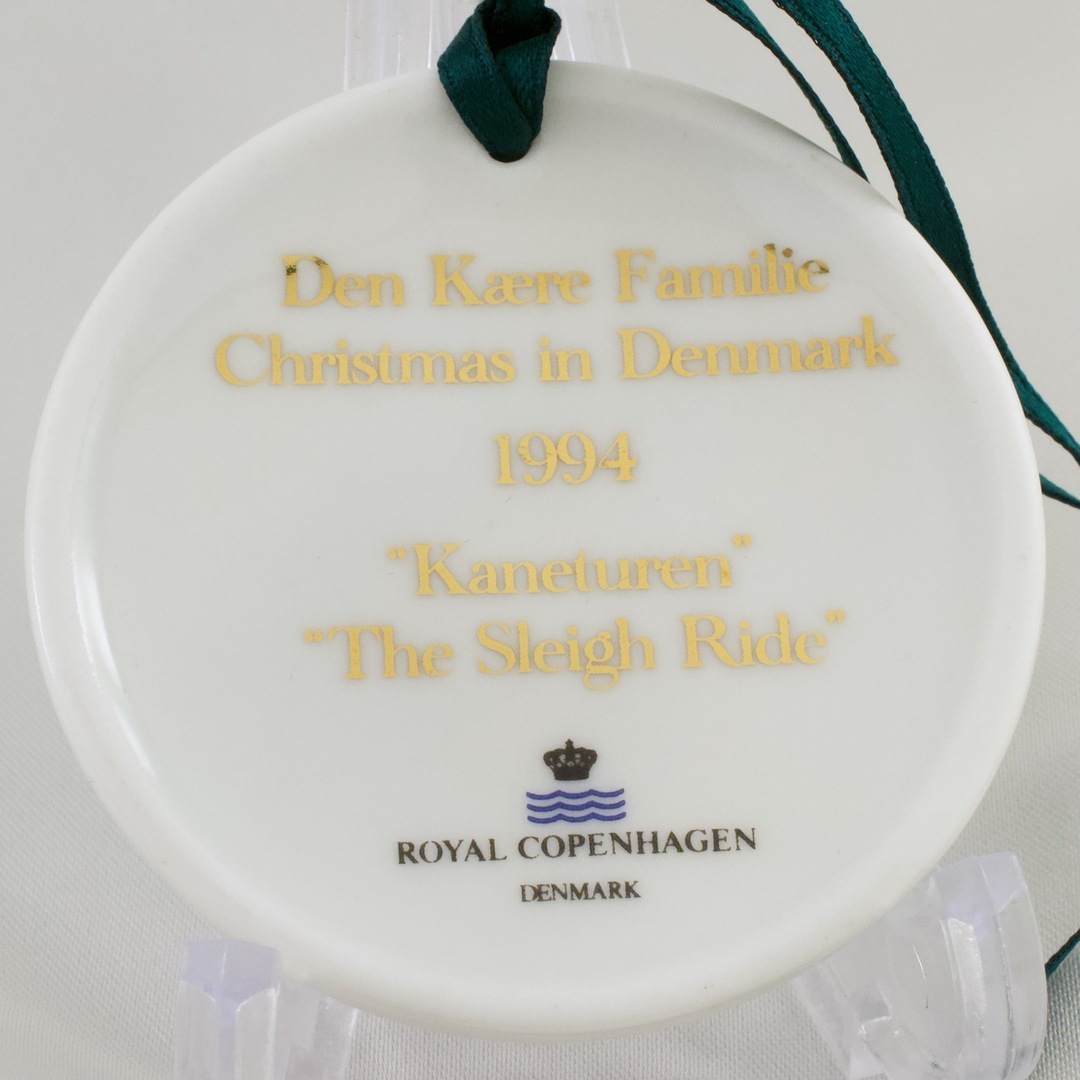 Den Kære Familie
Christmas in Denmark
1994
"Kaneturen"
"The Sleigh Ride"
ROYAL COPENHAGEN
DENMARK